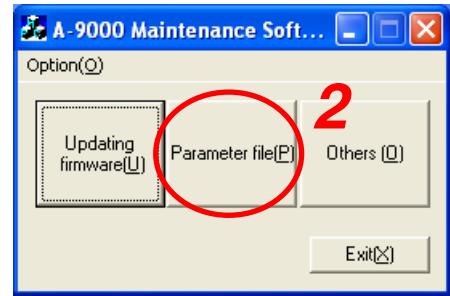 A-9000 Maintenance Soft...
Option(O)
2
Updating
firmware(U)
Parameter file(P)
Others (O)
Exit(X)